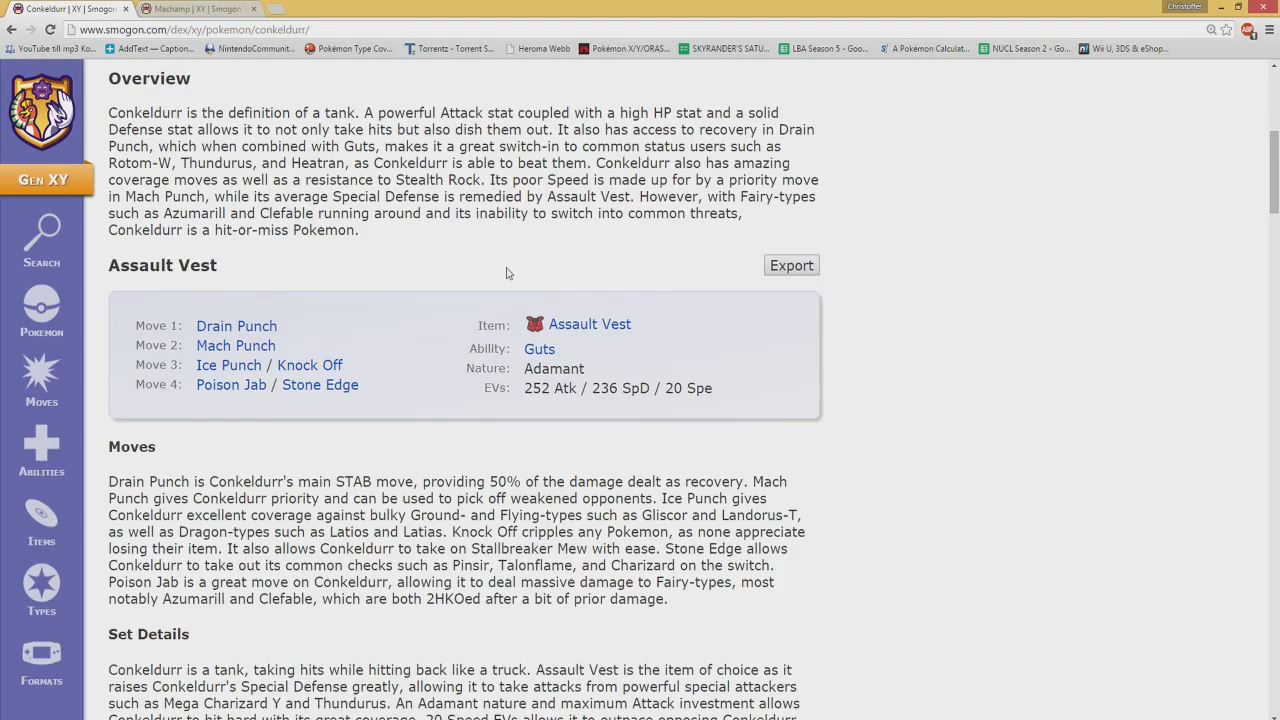 Conkeldurr | XY | Smogon
Machamp | XY | Smogon S
Christoffer
www.smogon.com/dex/xy/pokemon/conkeldurr/
YouTube till mp3 Ko...
AddText — Caption...
NintendoCommunit...
Pokémon Type Cov...
Torrentz - Torrent S...
Heroma Webb
Pokémon X/Y/ORAS...
SKYRANDER'S SATU...
LBA Season 5 - Goo...
A Pokémon Calculat...
NUCL Season 2 - Goo...
Wii U, 3DS & eShop...
GEN XY
SEARCH
POKEMON
MOVES
ABILITIES
ITEMS
TYPES
FORMATS
Overview
Conkeldurr is the definition of a tank. A powerful Attack stat coupled with a high HP stat and a solid
Defense stat allows it to not only take hits but also dish them out. It also has access to recovery in Drain
Punch, which when combined with Guts, makes it a great switch-in to common status users such as
Rotom-W, Thundurus, and Heatran, as Conkeldurr is able to beat them. Conkeldurr also has amazing
coverage moves as well as a resistance to Stealth Rock. Its poor Speed is made up for by a priority move
in Mach Punch, while its average Special Defense is remedied by Assault Vest. However, with Fairy-types
such as Azumarill and Clefable running around and its inability to switch into common threats,
Conkeldurr is a hit-or-miss Pokemon.
Assault Vest
Export
Move 1: Drain Punch
Move 2: Mach Punch
Move 3: Ice Punch / Knock Off
Move 4: Poison Jab / Stone Edge
Item: Assault Vest
Ability: Guts
Nature: Adamant
EVs: 252 Atk / 236 SpD / 20 Spe
Moves
Drain Punch is Conkeldurr's main STAB move, providing 50% of the damage dealt as recovery. Mach
Punch gives Conkeldurr priority and can be used to pick off weakened opponents. Ice Punch gives
Conkeldurr excellent coverage against bulky Ground- and Flying-types such as Gliscor and Landorus-T,
as well as Dragon-types such as Latios and Latias. Knock Off cripples any Pokemon, as none appreciate
losing their item. It also allows Conkeldurr to take on Stallbreaker Mew with ease. Stone Edge allows
Conkeldurr to take out its common checks such as Pinsir, Talonflame, and Charizard on the switch.
Poison Jab is a great move on Conkeldurr, allowing it to deal massive damage to Fairy-types, most
notably Azumarill and Clefable, which are both 2HKOed after a bit of prior damage.
Set Details
Conkeldurr is a tank, taking hits while hitting back like a truck. Assault Vest is the item of choice as it
raises Conkeldurr's Special Defense greatly, allowing it to take attacks from powerful special attackers
such as Mega Charizard Y and Thundurus. An Adamant nature and maximum Attack investment allows
Conkeldurr to hit hard with its great coverage. 20 Speed EVs allows it to outpace opposing Conkeldurr